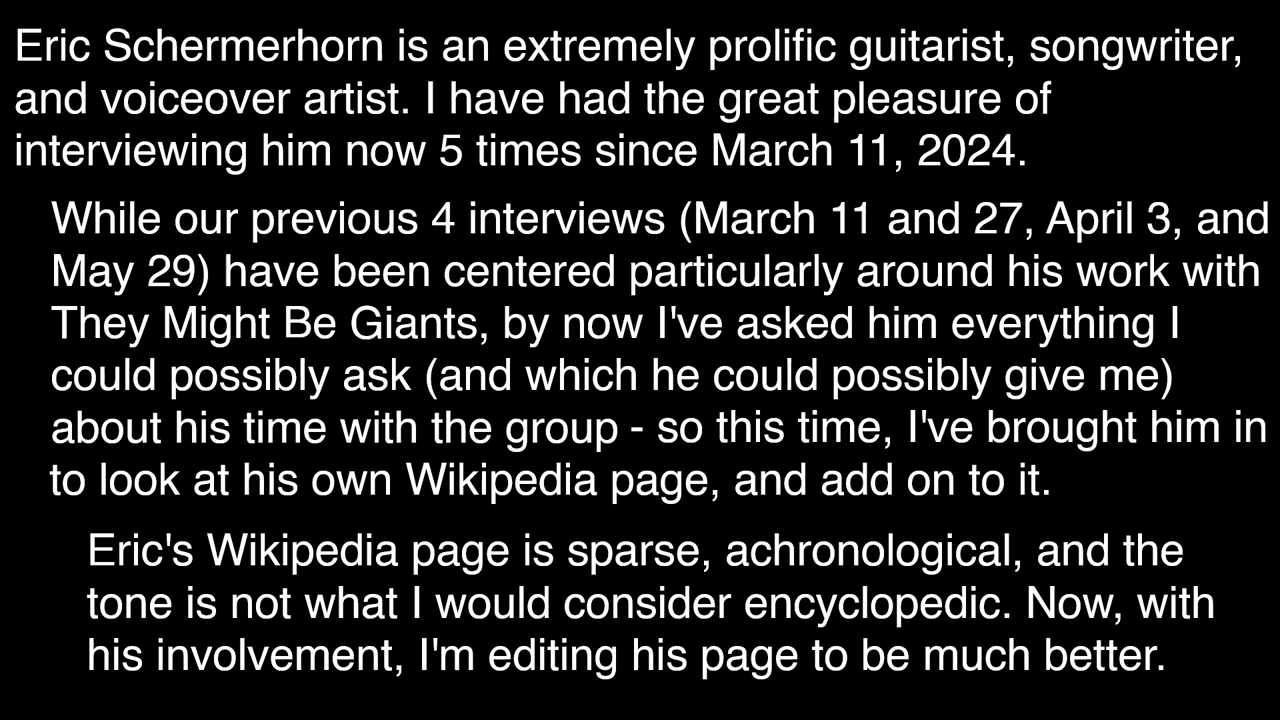 Eric Schermerhorn is an extremely prolific guitarist, songwriter,
and voiceover artist. I have had the great pleasure of
interviewing him now 5 times since March 11, 2024.
While our previous 4 interviews (March 11 and 27, April 3, and
May 29) have been centered particularly around his work with
They Might Be Giants, by now I've asked him everything I
could possibly ask (and which he could possibly give me)
about his time with the group - so this time, I've brought him in
to look at his own Wikipedia page, and add on to it.
Eric's Wikipedia page is sparse, achronological, and the
tone is not what I would consider encyclopedic. Now, with
his involvement, I'm editing his page to be much better.